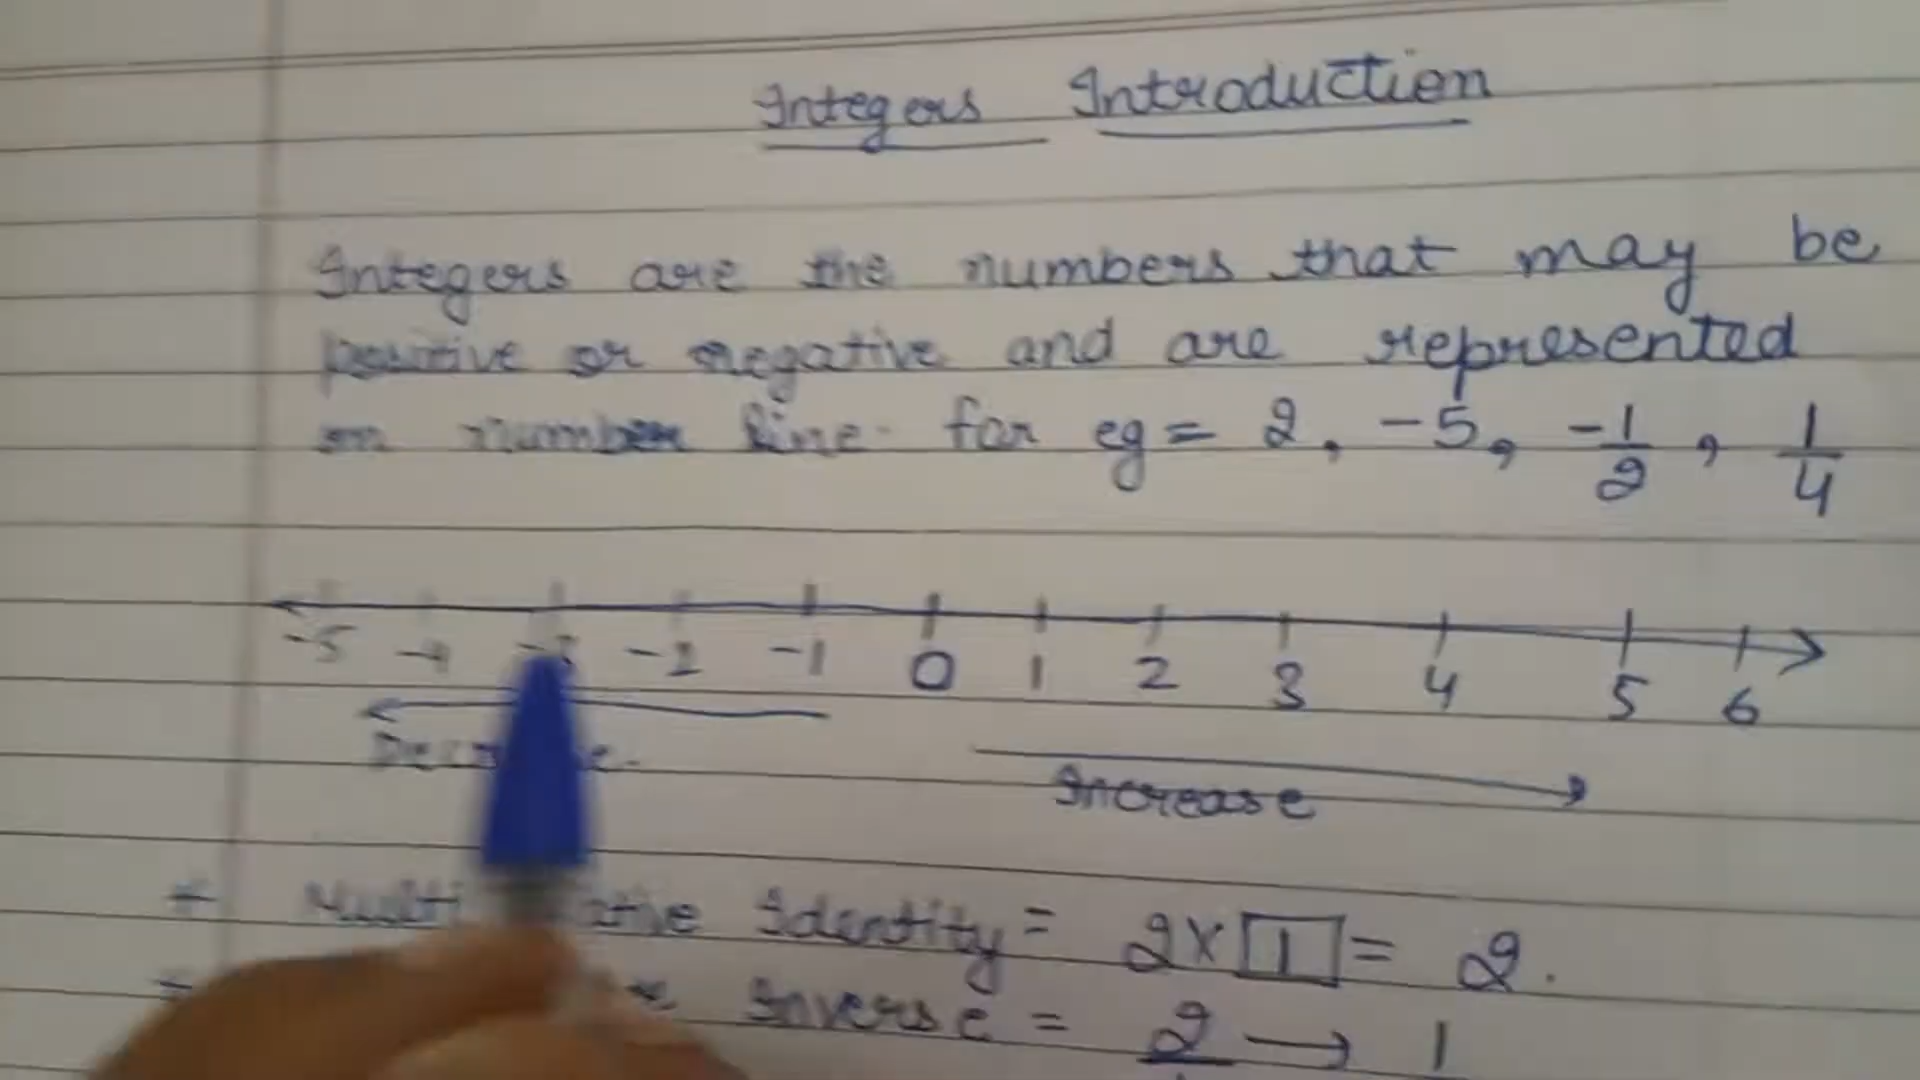 Integers Introduction
Integers are the numbers that may be
positive or negative and are represented
on number line. for eg = 2, -5, -1/2, 1/4
-5 -4 -2 -1 0 1 2 3 4 5 6
Increase
Identity = 2 x 1 = 2.
Inverse = 2 → 1